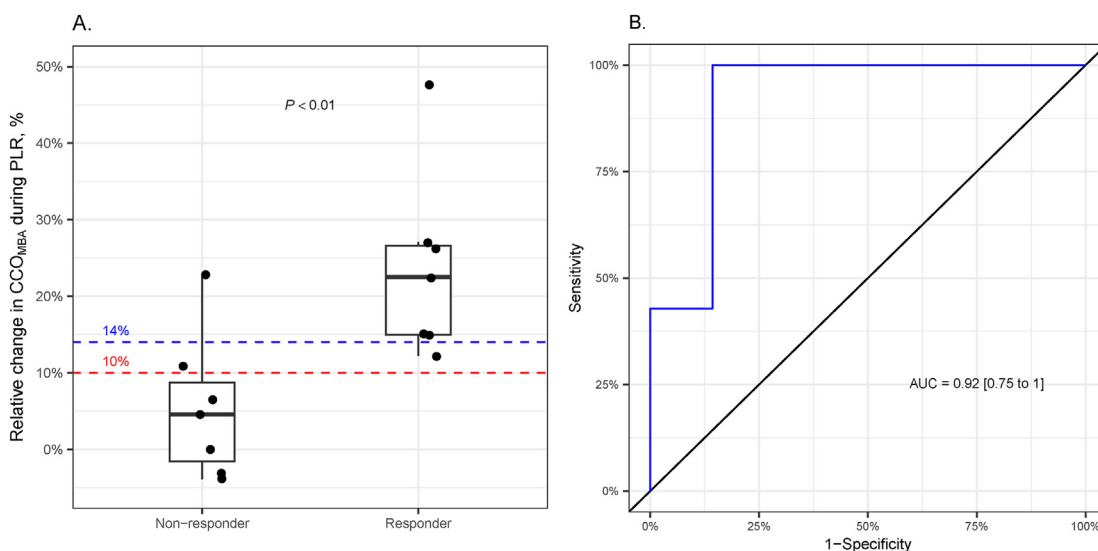 A.
Relative change in CCOMBA during PLR, %
50%
40%
30%
20%
10%
0%
P < 0.01
14%
10%
Non−responder
Responder
B.
Sensitivity
100%
75%
50%
25%
0%
AUC = 0.92 [0.75 to 1]
0%
25%
50%
75%
100%
1−Specificity